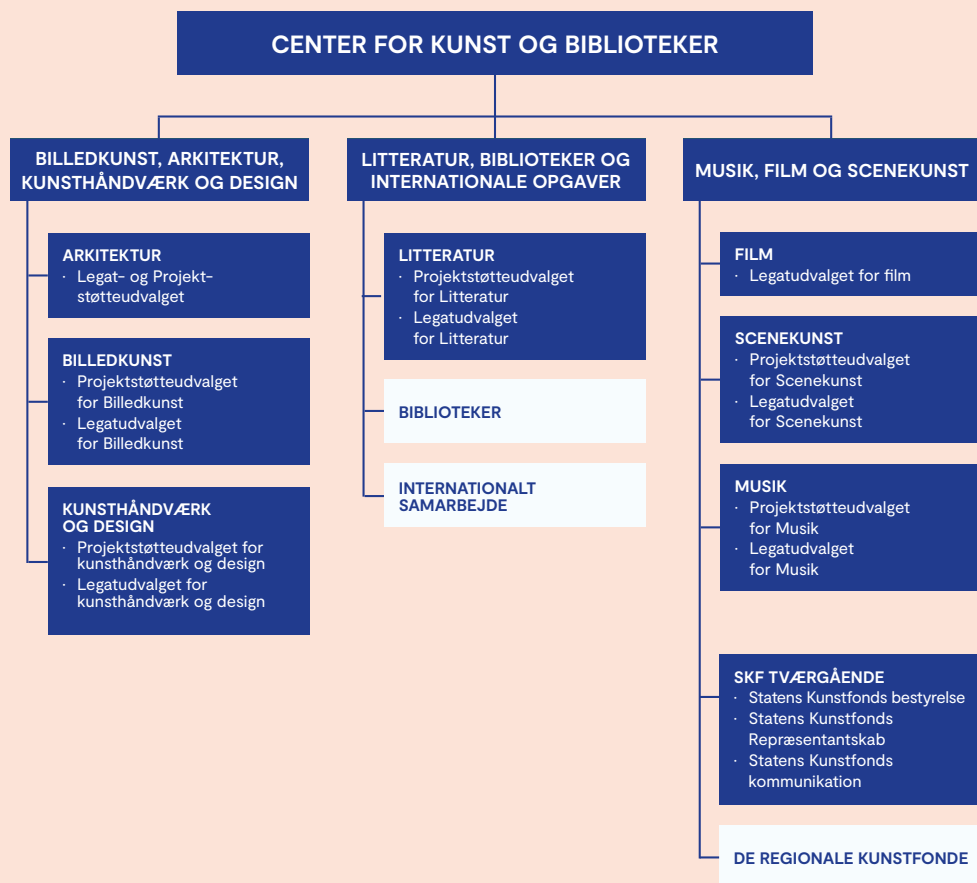 CENTER FOR KUNST OG BIBLIOTEKER
BILLEDKUNST, ARKITEKTUR,
KUNSTHÅNDVÆRK OG DESIGN
ARKITEKTUR
· Legat- og Projekt-
støtteudvalget
BILLEDKUNST
· Projektstøtteudvalget
for Billedkunst
· Legatudvalget
for Billedkunst
KUNSTHÅNDVÆRK
OG DESIGN
· Projektstøtteudvalget for
kunsthåndværk og design
· Legatudvalget for
kunsthåndværk og design
LITTERATUR, BIBLIOTEKER OG
INTERNATIONALE OPGAVER
LITTERATUR
· Projektstøtteudvalget
for Litteratur
· Legatudvalget
for Litteratur
BIBLIOTEKER
INTERNATIONALT
SAMARBEJDE
MUSIK, FILM OG SCENEKUNST
FILM
· Legatudvalget for film
SCENEKUNST
· Projektstøtteudvalget
for Scenekunst
· Legatudvalget
for Scenekunst
MUSIK
· Projektstøtteudvalget
for Musik
· Legatudvalget
for Musik
SKF TVÆRGÅENDE
· Statens Kunstfonds bestyrelse
· Statens Kunstfonds
Repræsentantskab
· Statens Kunstfonds
kommunikation
DE REGIONALE KUNSTFONDE